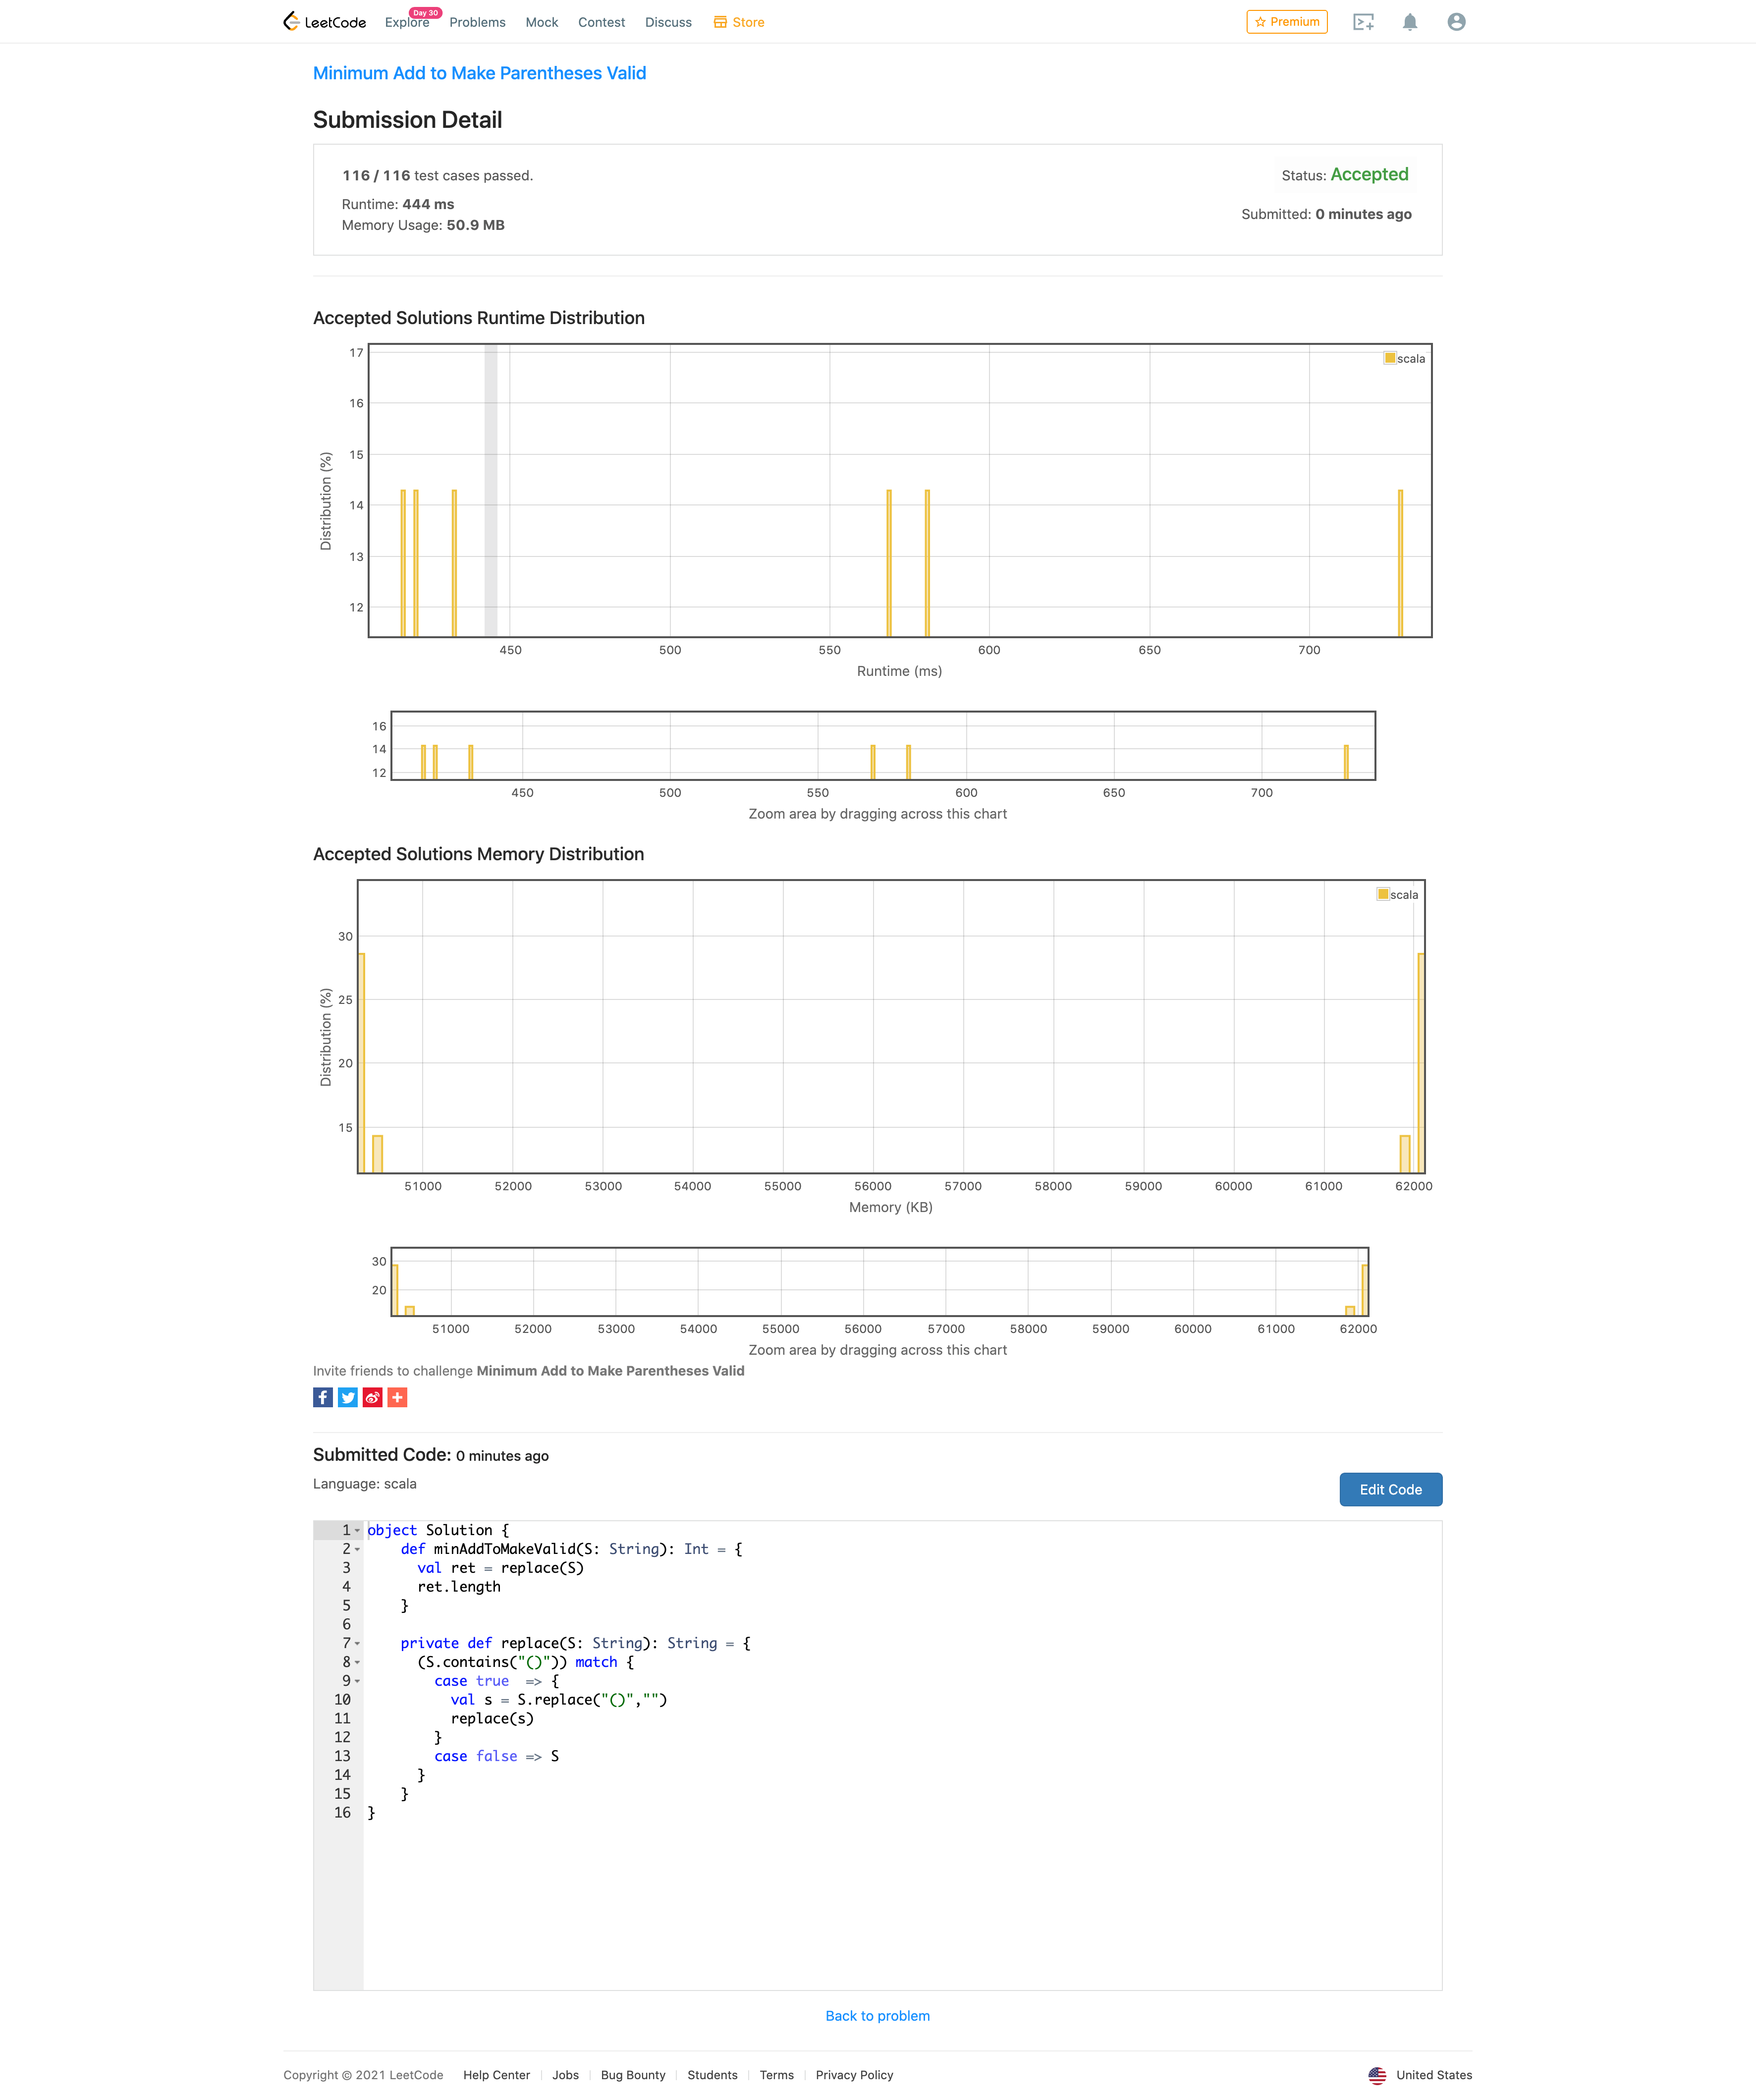 LeetCode Explore Day 30 Problems Mock Contest Discuss Store Premium
Minimum Add to Make Parentheses Valid
Submission Detail
116 / 116 test cases passed. Status: Accepted
Runtime: 444 ms
Submitted: 0 minutes ago
Memory Usage: 50.9 MB
Accepted Solutions Runtime Distribution
17
scala
16
15
14
13
12
Distribution (%)
450 500 550 600 650 700
Runtime (ms)
16
14
12
450 500 550 600 650 700
Zoom area by dragging across this chart
Accepted Solutions Memory Distribution
scala
30
25
20
15
Distribution (%)
51000 52000 53000 54000 55000 56000 57000 58000 59000 60000 61000 62000
Memory (KB)
30
20
51000 52000 53000 54000 55000 56000 57000 58000 59000 60000 61000 62000
Zoom area by dragging across this chart
Invite friends to challenge Minimum Add to Make Parentheses Valid
Submitted Code: 0 minutes ago
Language: scala
Edit Code
1 object Solution {
2     def minAddToMakeValid(S: String): Int = {
3       val ret = replace(S)
4       ret.length
5     }
6
7     private def replace(S: String): String = {
8       (S.contains("()")) match {
9         case true  => {
10           val s = S.replace("()","")
11           replace(s)
12         }
13         case false => S
14       }
15     }
16 }
Back to problem
Copyright © 2021 LeetCode Help Center Jobs Bug Bounty Students Terms Privacy Policy United States